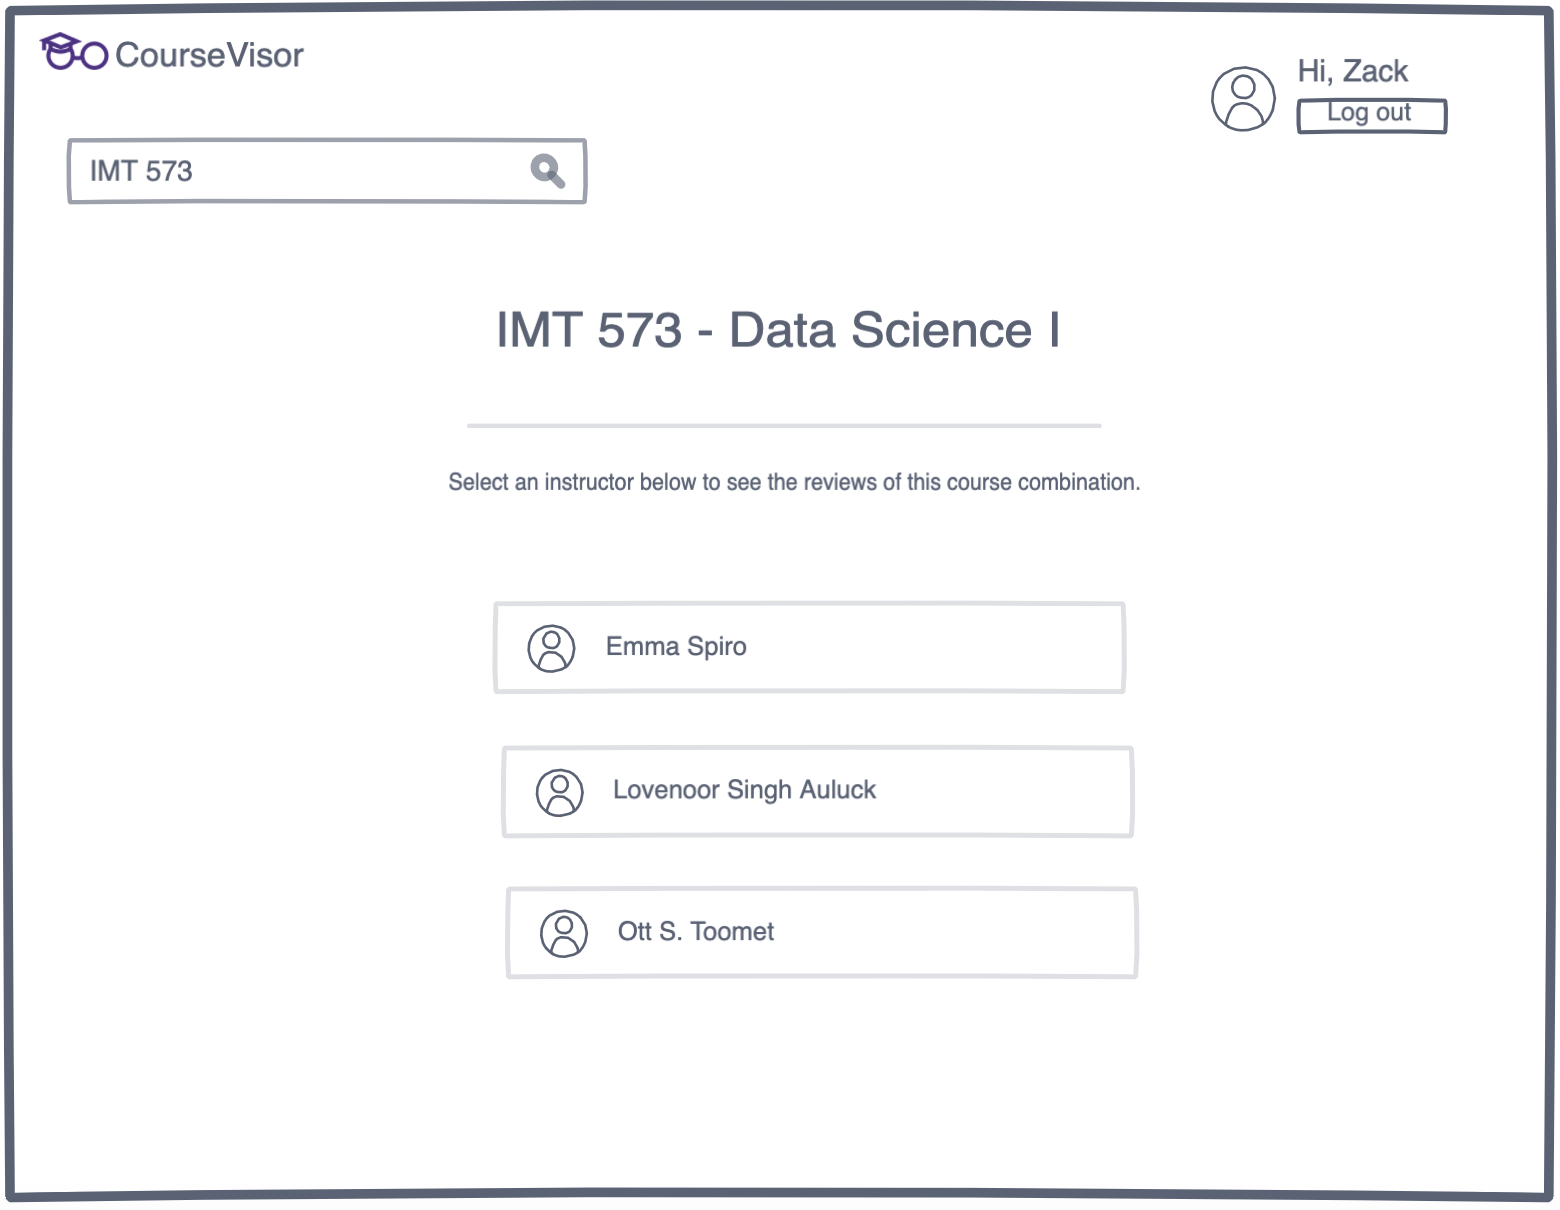 CourseVisor
Hi, Zack
Log out
IMT 573
IMT 573 - Data Science I
Select an instructor below to see the reviews of this course combination.
Emma Spiro
Lovenoor Singh Auluck
Ott S. Toomet